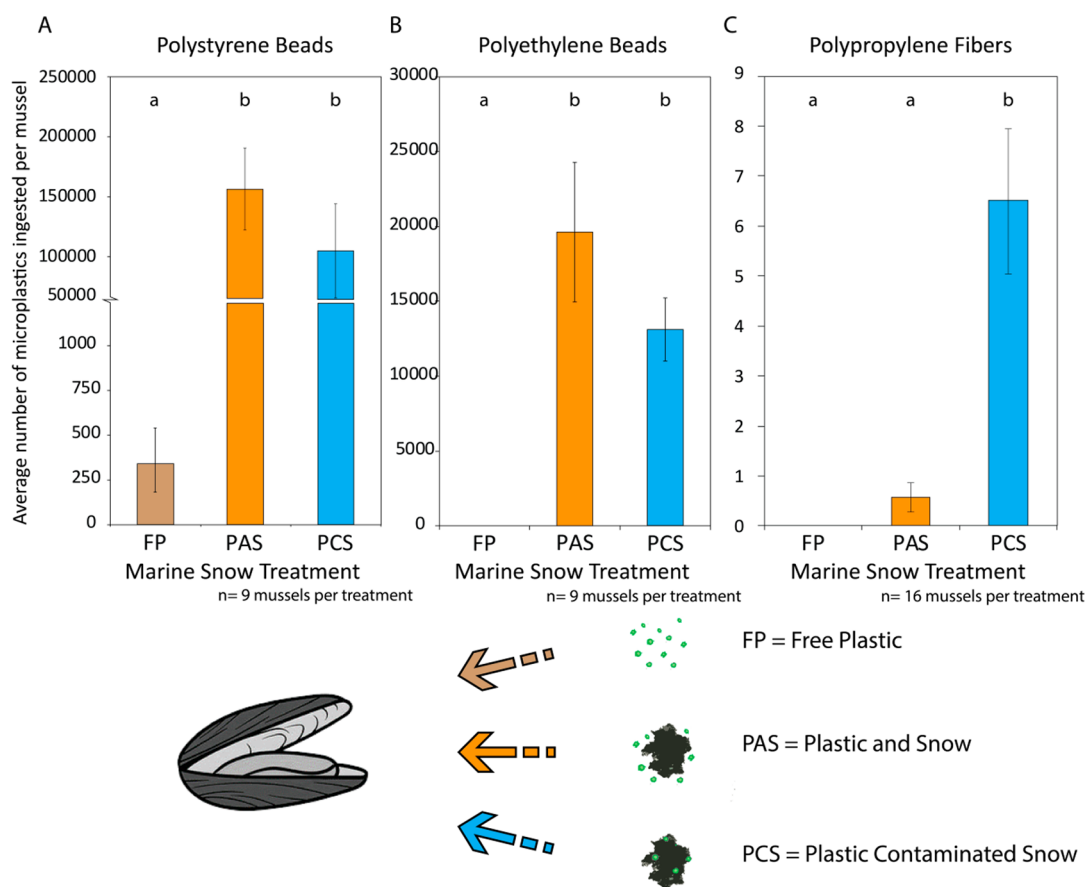 A
Polystyrene Beads
B
Polyethylene Beads
C
Polypropylene Fibers
Average number of microplastics ingested per mussel
250000
200000
150000
100000
50000
1000
750
500
250
0
a
b
b
FP
PAS
PCS
Marine Snow Treatment
n= 9 mussels per treatment
30000
25000
20000
15000
10000
5000
0
a
b
b
FP
PAS
PCS
Marine Snow Treatment
n= 9 mussels per treatment
9
8
7
6
5
4
3
2
1
0
a
a
b
FP
PAS
PCS
Marine Snow Treatment
n= 16 mussels per treatment
FP = Free Plastic
PAS = Plastic and Snow
PCS = Plastic Contaminated Snow